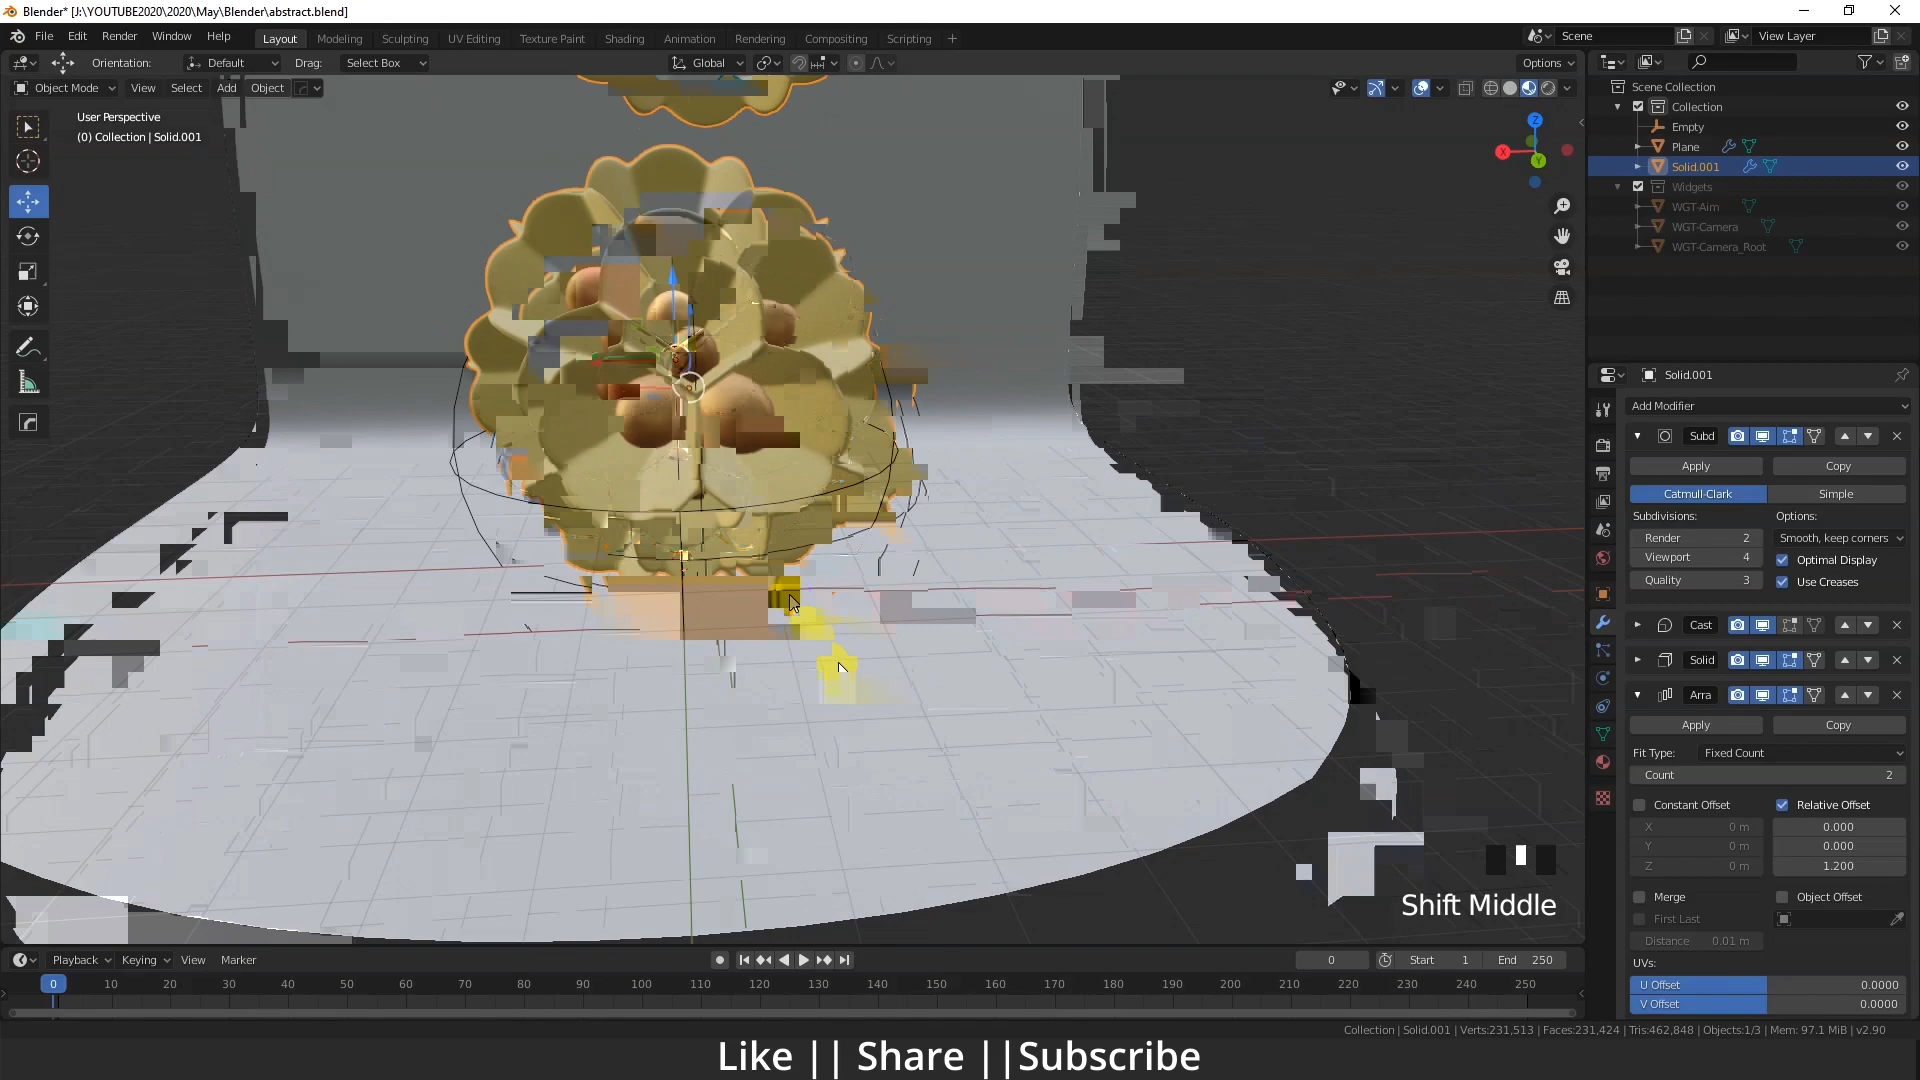 Blender* [J:\YOUTUBE2020\2020\May\Blender\abstract.blend]
File Edit Render Window Help Layout Modeling Sculpting UV Editing Texture Paint Shading Animation Rendering Compositing Scripting + Scene View Layer
Orientation: Default Drag: Select Box Global Options
Object Mode View Select Add Object
User Perspective
(0) Collection | Solid.001
Z
X
Y
Scene Collection
Collection
Empty
Plane
Solid.001
Widgets
WGT-Aim
WGT-Camera
WGT-Camera_Root
Solid.001
Add Modifier
Subd
Apply Copy
Catmull-Clark Simple
Subdivisions: Options:
Render 2 Smooth, keep corners
Viewport 4 Optimal Display
Quality 3 Use Creases
Cast
Solid
Arra
Apply Copy
Fit Type: Fixed Count
Count 2
Constant Offset Relative Offset
X 0 m 0.000
Y 0 m 0.000
Z 0 m 1.200
Merge Object Offset
First Last
Distance 0.01 m
UVs:
U Offset 0.0000
V Offset 0.0000
Shift Middle
Playback Keying View Marker 0 Start 1 End 250
0 10 20 30 40 50 60 70 80 90 100 110 120 130 140 150 160 170 180 190 200 210 220 230 240 250
Collection | Solid.001 | Verts:231,513 | Faces:231,424 | Tris:462,848 | Objects:1/3 | Mem: 97.1 MiB | v2.90
Like || Share ||Subscribe